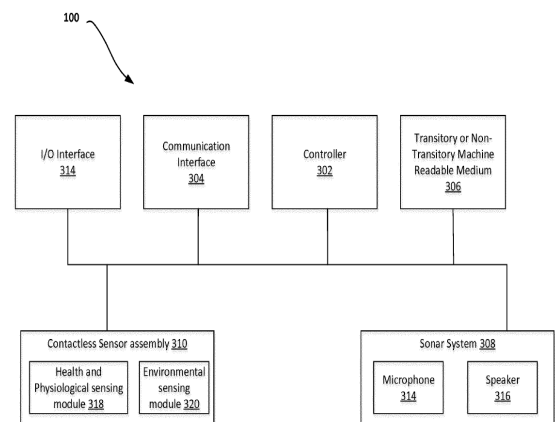 100
I/O Interface
314
Communication
Interface
304
Controller
302
Transitory or Non-
Transitory Machine
Readable Medium
306
Contactless Sensor assembly 310
Health and
Physiological sensing
module 318
Environmental
sensing
module 320
Sonar System 308
Microphone
314
Speaker
316